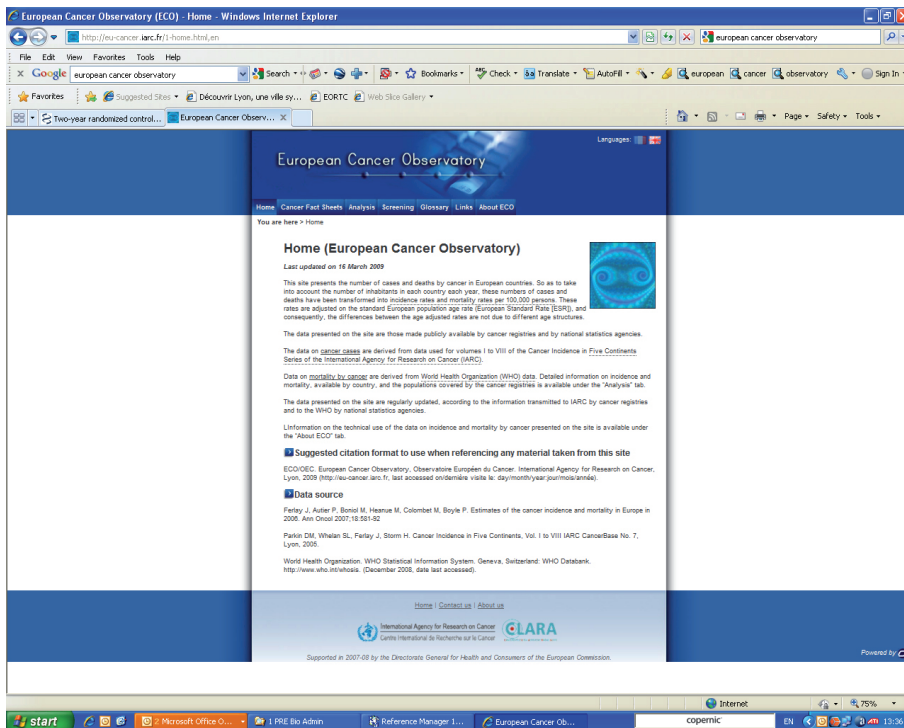 European Cancer Observatory (ECO) - Home - Windows Internet Explorer
http://eu-cancer.iarc.fr/1-home.html,en
european cancer observatory
File Edit View Favorites Tools Help
x Google european cancer observatory Search Bookmarks Check Translate AutoFill european cancer observatory Sign In
Favorites Suggested Sites Découvrir Lyon, une ville sy... EORTC Web Slice Gallery
Two-year randomized control... European Cancer Observ... X Page Safety Tools
Languages:
European Cancer Observatory
Home Cancer Fact Sheets Analysis Screening Glossary Links About ECO
You are here > Home
Home (European Cancer Observatory)
Last updated on 16 March 2009
This site presents the number of cases and deaths by cancer in European countries. So as to take
into account the number of inhabitants in each country each year, these numbers of cases and
deaths have been transformed into incidence rates and mortality rates per 100,000 persons. These
rates are adjusted on the standard European population age rate (European Standard Rate [ESR]), and
consequently, the differences between the age adjusted rates are not due to different age structures.
The data presented on the site are those made publicly available by cancer registries and by national statistics agencies.
The data on cancer cases are derived from data used for volumes I to VIII of the Cancer Incidence in Five Continents
Series of the International Agency for Research on Cancer (IARC).
Data on mortality by cancer are derived from World Health Organization (WHO) data. Detailed information on incidence and
mortality, available by country, and the populations covered by the cancer registries is available under the "Analysis" tab.
The data presented on the site are regularly updated, according to the information transmitted to IARC by cancer registries
and to the WHO by national statistics agencies.
LInformation on the technical use of the data on incidence and mortality by cancer presented on the site is available under
the "About ECO" tab.
Suggested citation format to use when referencing any material taken from this site
ECO/OEC. European Cancer Observatory, Observatoire Européen du Cancer. International Agency for Research on Cancer,
Lyon, 2009 (http://eu-cancer.iarc.fr, last accessed on/dernière visite le: day/month/year:jour/mois/année).
Data source
Ferlay J, Autier P, Boniol M, Heanue M, Colombet M, Boyle P. Estimates of the cancer incidence and mortality in Europe in
2006. Ann Oncol 2007;18:581-92
Parkin DM, Whelan SL, Ferlay J, Storm H. Cancer Incidence in Five Continents, Vol. I to VIII IARC CancerBase No. 7,
Lyon, 2005.
World Health Organization. WHO Statistical Information System. Geneva, Switzerland: WHO Databank.
http://www.who.int/whosis. (December 2008, date last accessed).
Home | Contact us | About us
International Agency for Research on Cancer
Centre International de Recherche sur le Cancer
CLARA
Supported in 2007-08 by the Directorate General for Health and Consumers of the European Commission.
Powered by
Internet 75%
start 2 Microsoft Office O... 1 PRE Bio Admin Reference Manager 1... European Cancer Ob... copernic EN ATI 13:36